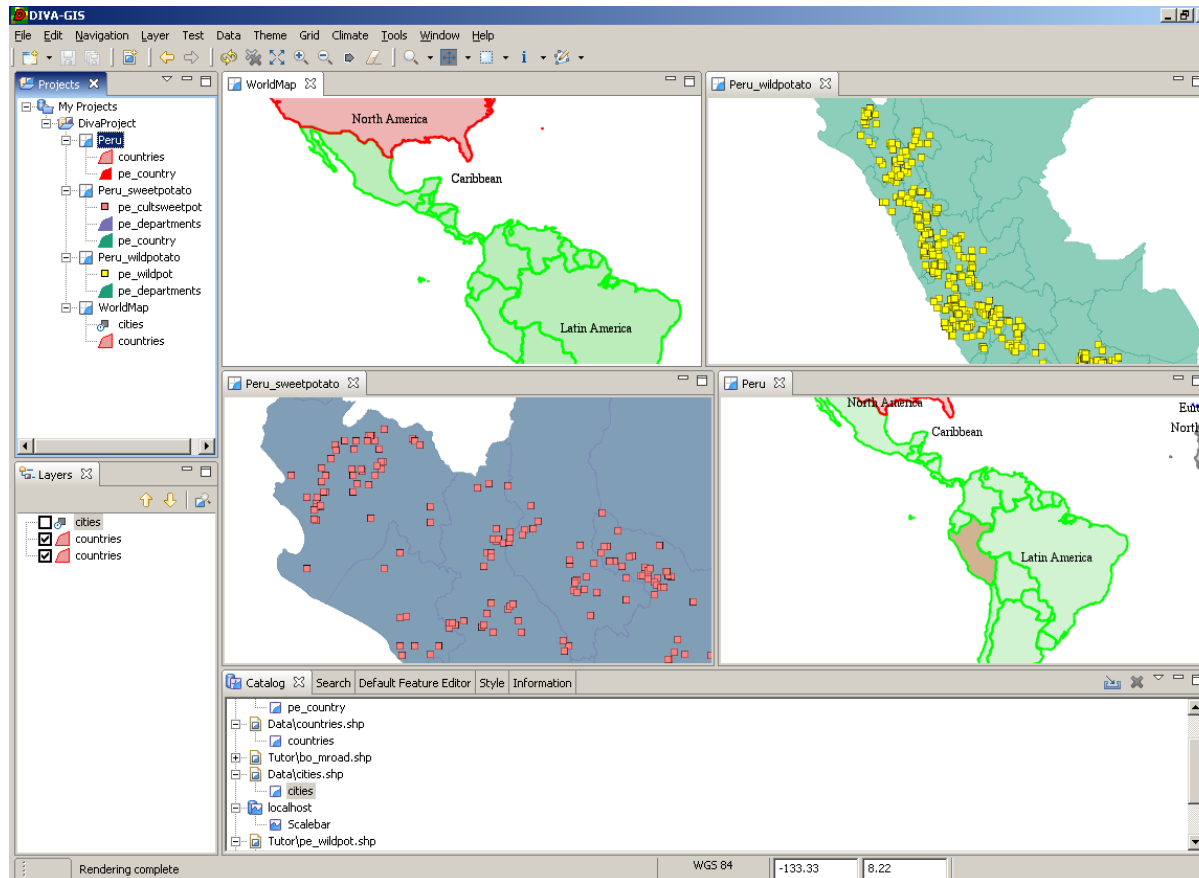 DIVA-GIS
File Edit Navigation Layer Test Data Theme Grid Climate Tools Window Help
Projects
My Projects
DivaProject
Peru
countries
pe_country
Peru_sweetpotato
pe_cultsweetpot
pe_departments
pe_country
Peru_wildpotato
pe_wildpot
pe_departments
WorldMap
cities
countries
Layers
cities
countries
countries
WorldMap
North America
Caribbean
Latin America
Peru_wildpotato
Peru_sweetpotato
Peru
North America
Caribbean
Latin America
North
Catalog Search Default Feature Editor Style Information
pe_country
Data\countries.shp
countries
Tutor\bo_mroad.shp
Data\cities.shp
cities
localhost
Scalebar
Tutor\pe_wildpot.shp
Rendering complete WGS 84 -133.33 8.22